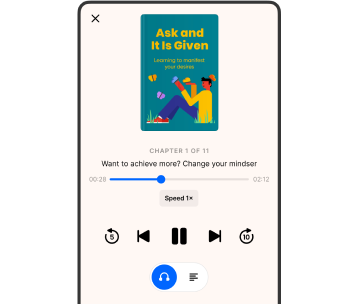 Ask and
It Is Given
Learning to manifest
your desires
CHAPTER 1 OF 11
Want to achieve more? Change your mindser
00:28
02:12
Speed 1×
5
10